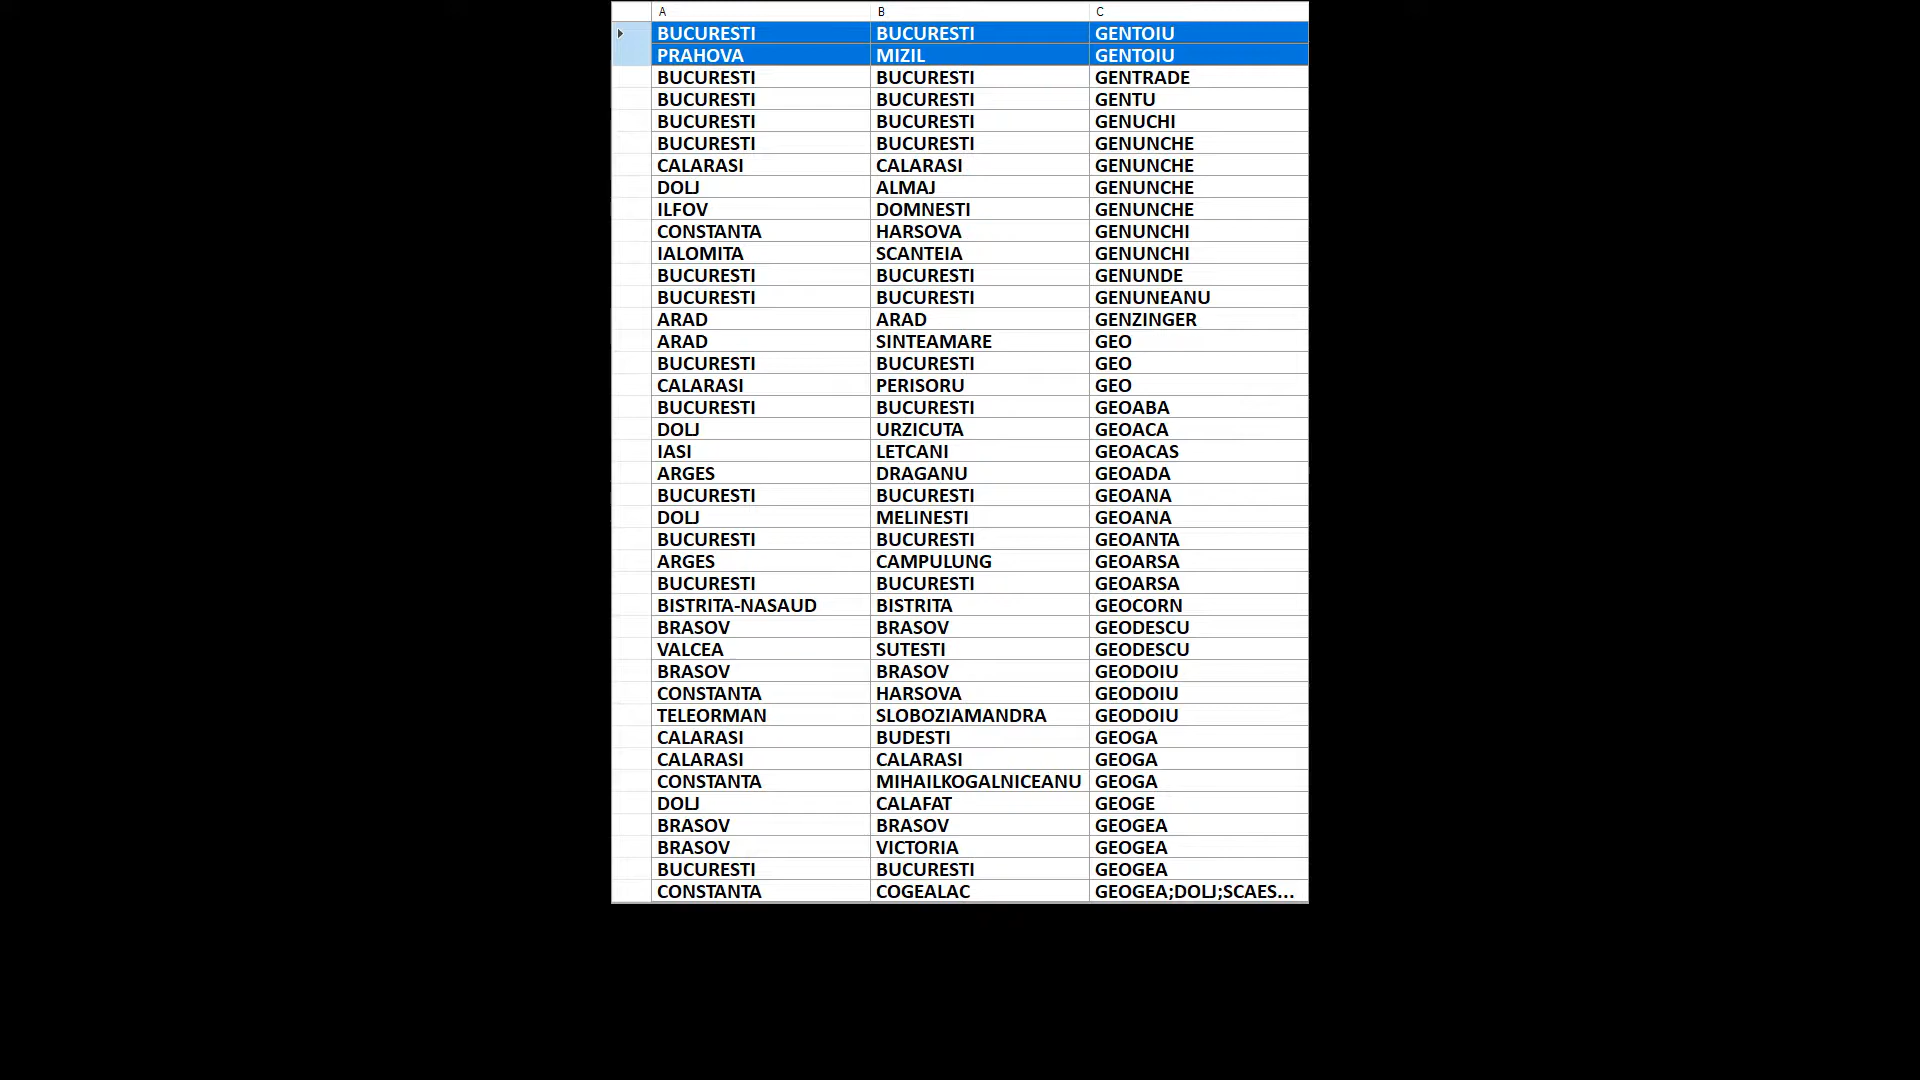 A B C
BUCURESTI BUCURESTI GENTOIU
PRAHOVA MIZIL GENTOIU
BUCURESTI BUCURESTI GENTRADE
BUCURESTI BUCURESTI GENTU
BUCURESTI BUCURESTI GENUCHI
BUCURESTI BUCURESTI GENUNCHE
CALARASI CALARASI GENUNCHE
DOLJ ALMAJ GENUNCHE
ILFOV DOMNESTI GENUNCHE
CONSTANTA HARSOVA GENUNCHI
IALOMITA SCANTEIA GENUNCHI
BUCURESTI BUCURESTI GENUNDE
BUCURESTI BUCURESTI GENUNEANU
ARAD ARAD GENZINGER
ARAD SINTEAMARE GEO
BUCURESTI BUCURESTI GEO
CALARASI PERISORU GEO
BUCURESTI BUCURESTI GEOABA
DOLJ URZICUTA GEOACA
IASI LETCANI GEOACAS
ARGES DRAGANU GEOADA
BUCURESTI BUCURESTI GEOANA
DOLJ MELINESTI GEOANA
BUCURESTI BUCURESTI GEOANTA
ARGES CAMPULUNG GEOARSA
BUCURESTI BUCURESTI GEOARSA
BISTRITA-NASAUD BISTRITA GEOCORN
BRASOV BRASOV GEODESCU
VALCEA SUTESTI GEODESCU
BRASOV BRASOV GEODOIU
CONSTANTA HARSOVA GEODOIU
TELEORMAN SLOBOZIAMANDRA GEODOIU
CALARASI BUDESTI GEOGA
CALARASI CALARASI GEOGA
CONSTANTA MIHAILKOGALNICEANU GEOGA
DOLJ CALAFAT GEOGE
BRASOV BRASOV GEOGEA
BRASOV VICTORIA GEOGEA
BUCURESTI BUCURESTI GEOGEA
CONSTANTA COGEALAC GEOGEA;DOLJ;SCAES...